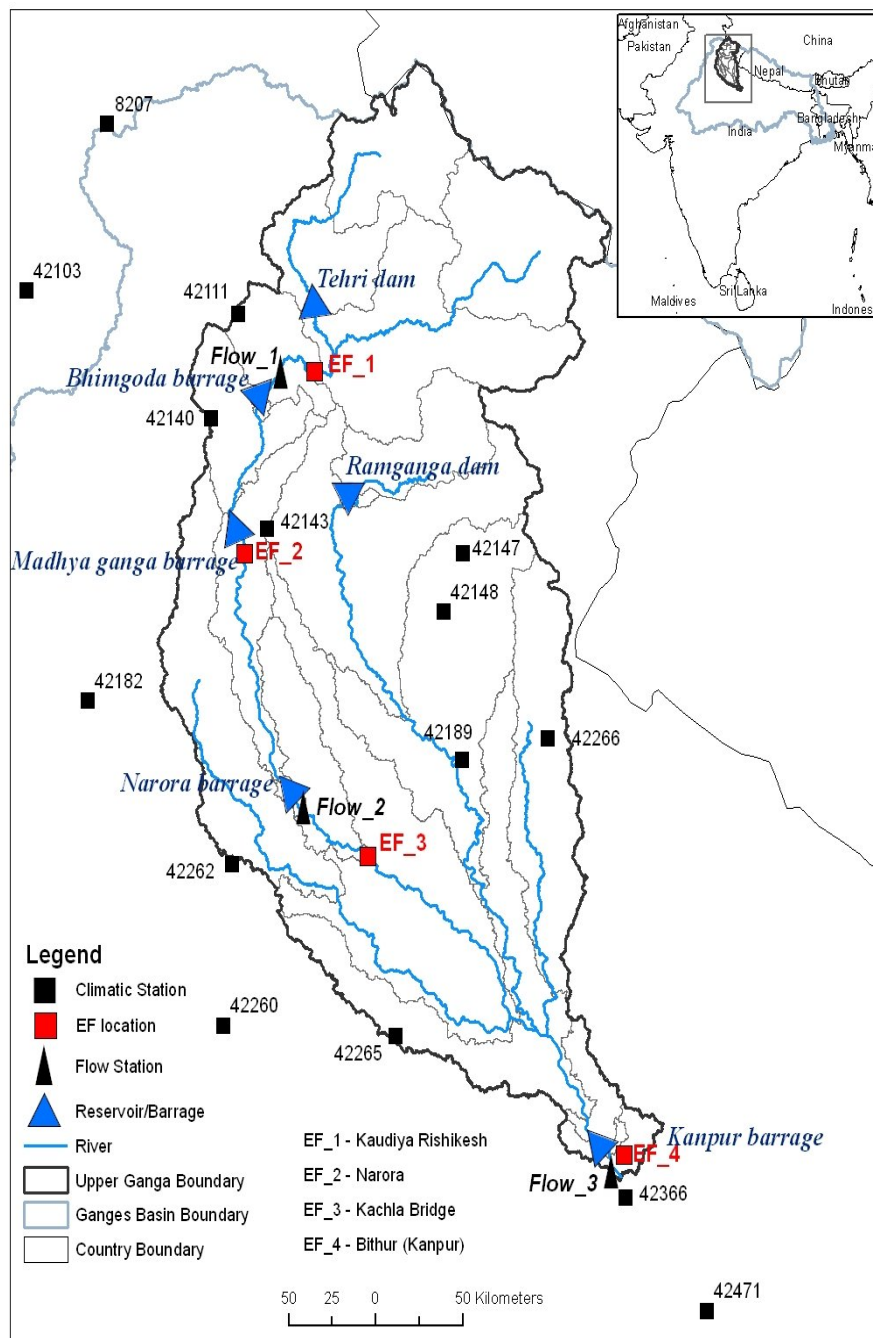 Afghanistan
Pakistan
China
Nepal
Bhutan
Bangladesh
India
Myanma
Sri Lanka
Maldives
Indones
8207
42103
42111
Tehri dam
Flow_1
EF_1
Bhimgoda barrage
42140
Ramganga dam
42143
EF_2
Madhya ganga barrage
42147
42148
42182
42189
42266
Narora barrage
Flow_2
EF_3
42262
Legend
Climatic Station
EF location
Flow Station
Reservoir/Barrage
River
Upper Ganga Boundary
Ganges Basin Boundary
Country Boundary
42260
42265
EF_1 - Kaudiya Rishikesh
EF_2 - Narora
EF_3 - Kachla Bridge
EF_4 - Bithur (Kanpur)
Kanpur barrage
EF_4
Flow_3
42366
50 25 0 50 Kilometers
42471